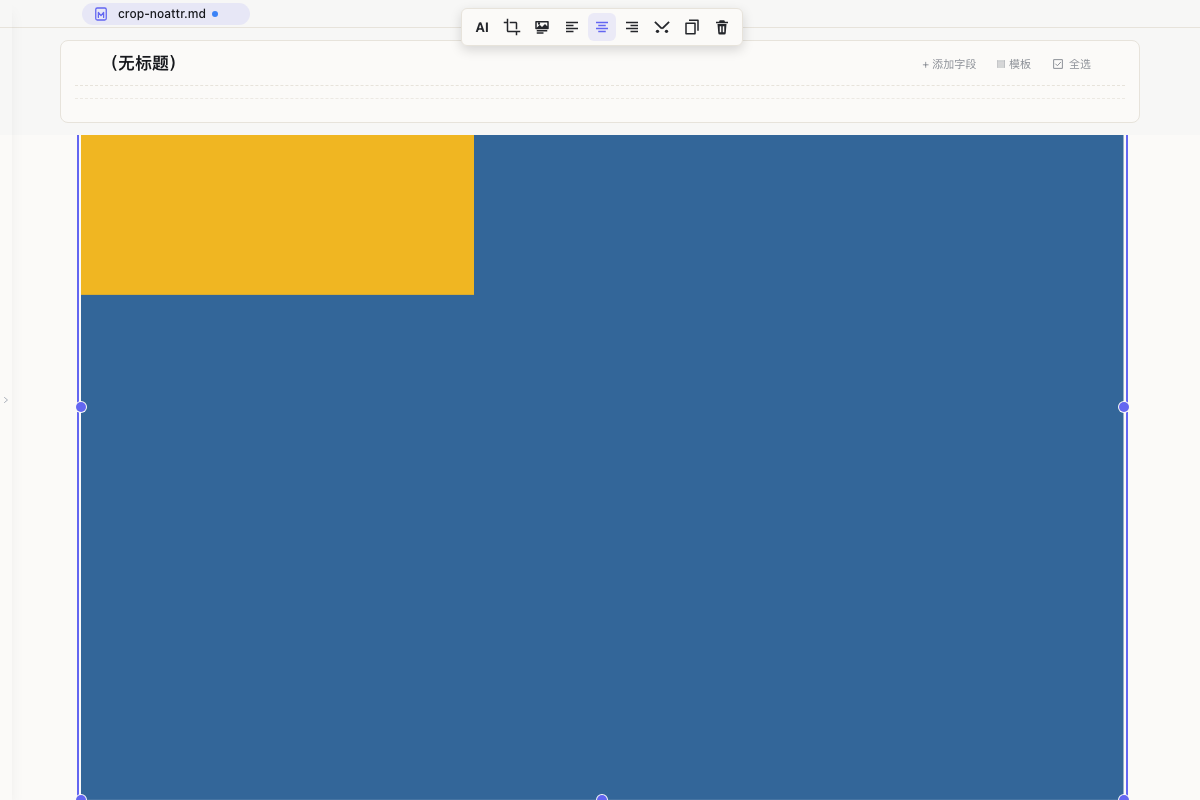 crop-noattr.md
AI
（无标题）
+ 添加字段 模板 全选